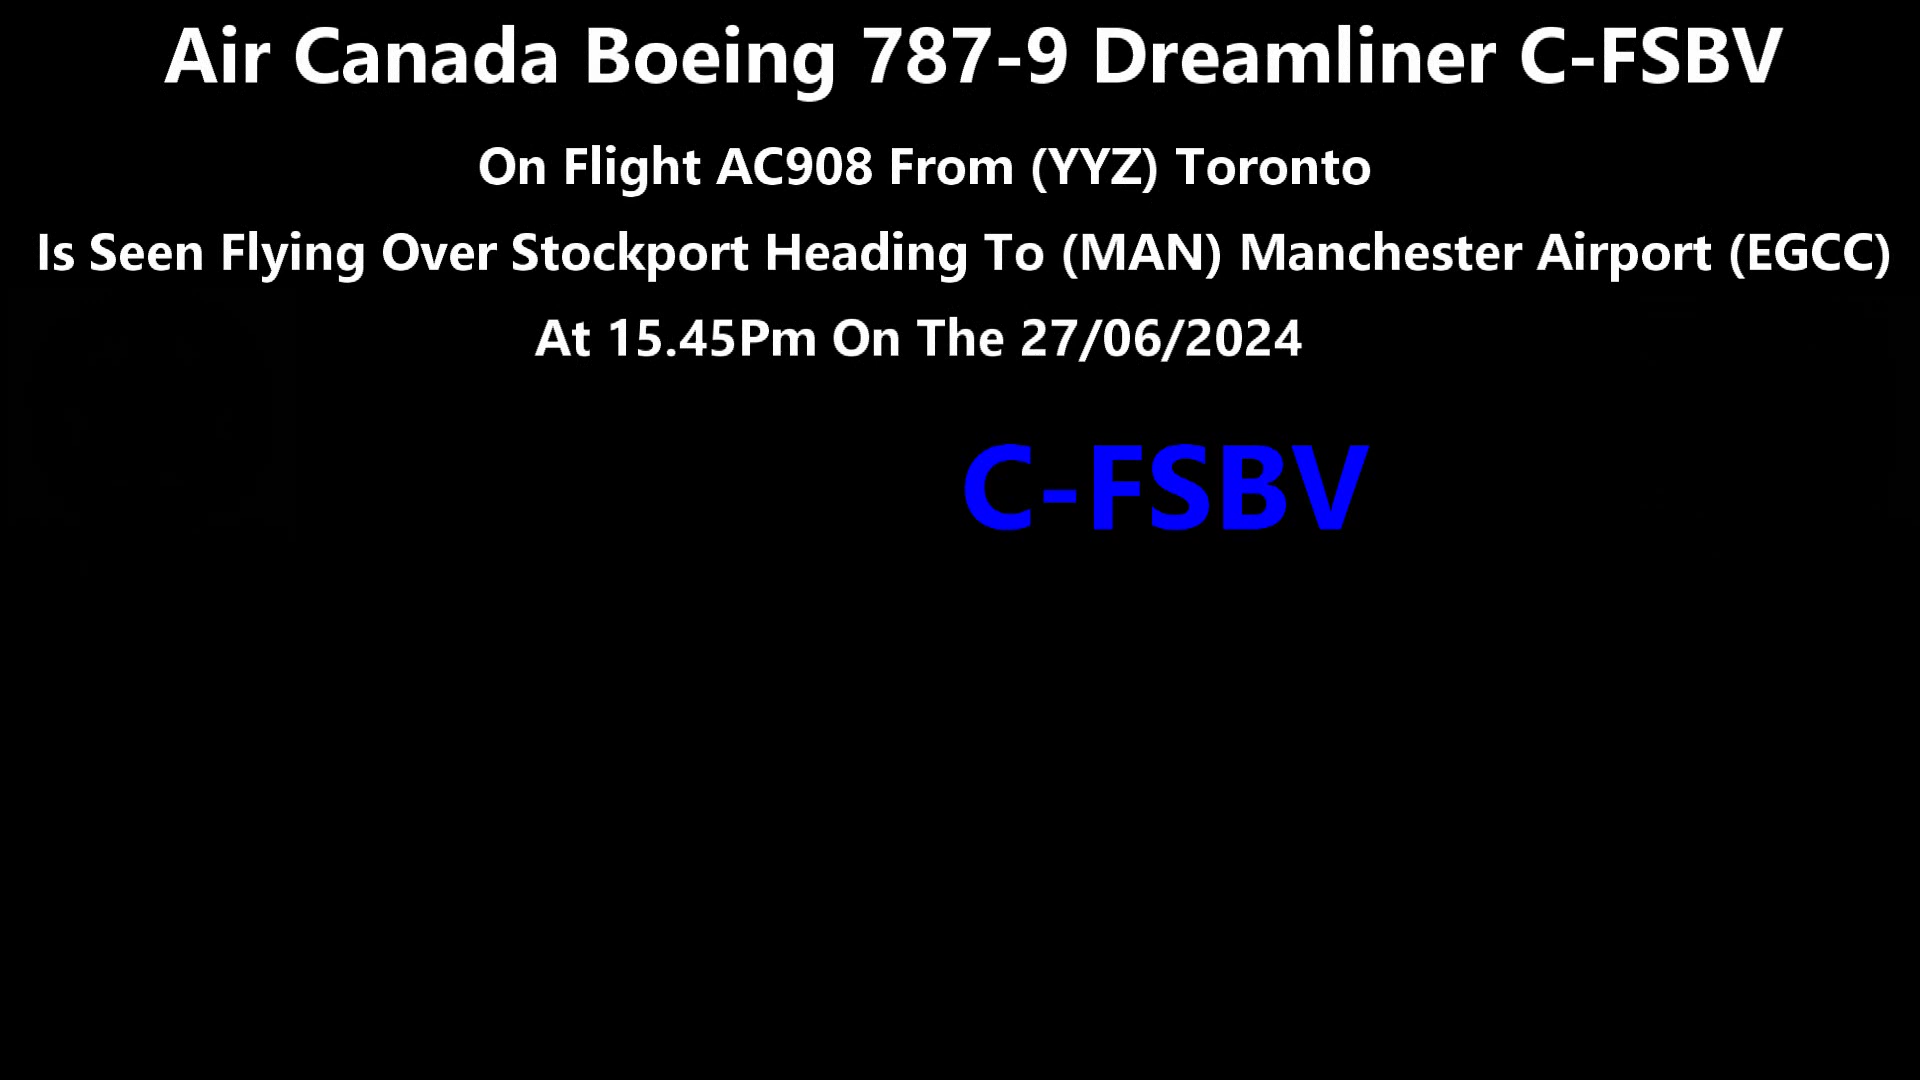 Air Canada Boeing 787-9 Dreamliner C-FSBV
On Flight AC908 From (YYZ) Toronto
Is Seen Flying Over Stockport Heading To (MAN) Manchester Airport (EGCC)
At 15.45Pm On The 27/06/2024
C-FSBV